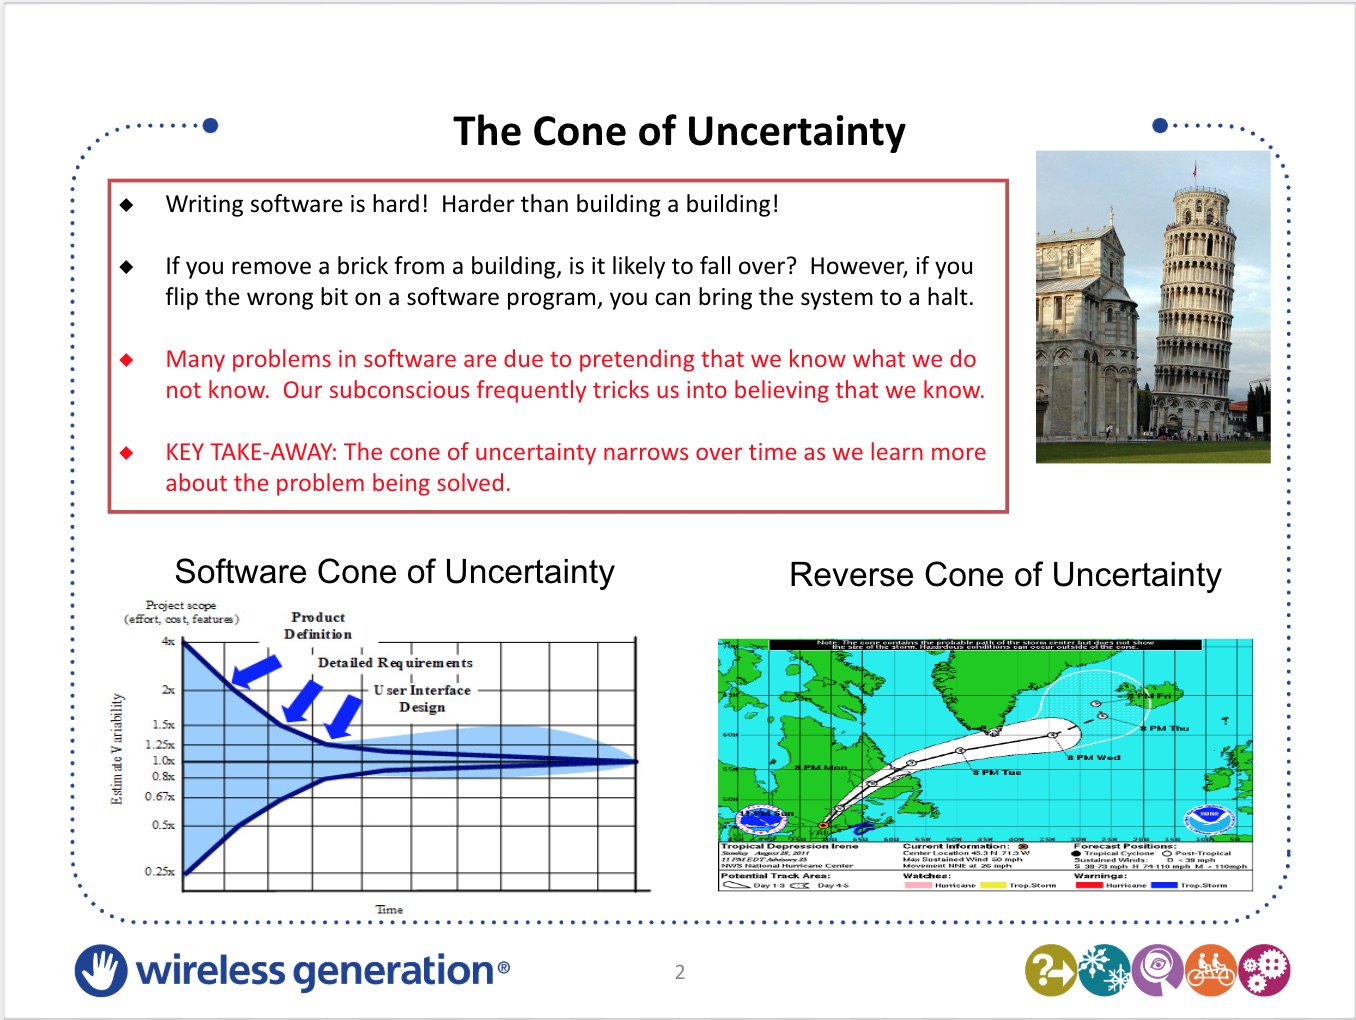 The Cone of Uncertainty
Writing software is hard!  Harder than building a building!
If you remove a brick from a building, is it likely to fall over?  However, if you
flip the wrong bit on a software program, you can bring the system to a halt.
Many problems in software are due to pretending that we know what we do
not know.  Our subconscious frequently tricks us into believing that we know.
KEY TAKE-AWAY: The cone of uncertainty narrows over time as we learn more
about the problem being solved.
Software Cone of Uncertainty
Project scope
(effort, cost, features)
Product
Definition
Detailed Requirements
User Interface
Design
Estimate Variability
4x
2x
1.5x
1.25x
1.0x
0.8x
0.67x
0.5x
0.25x
Time
Reverse Cone of Uncertainty
Note: The cone contains the probable path of the storm center but does not show
the size of the storm. Hazardous conditions can occur outside of the cone.
8 PM Fri
8 PM Thu
8 PM Wed
8 PM Tue
8 PM Mon
11 PM Sun
Tropical Depression Irene
Sunday August 28, 2011
11 PM EDT Advisory 35
NWS National Hurricane Center
Current Information:
Center Location 45.3 N 71.3 W
Max Sustained Wind 50 mph
Movement NNE at 26 mph
Forecast Positions:
Tropical Cyclone Post-Tropical
Sustained Winds: D < 39 mph
S 39-73 mph H 74-110 mph M > 110mph
Potential Track Area:
Day 1-3 Day 4-5
Watches:
Hurricane Trop.Storm
Warnings:
Hurricane Trop.Storm
wireless generation®
2